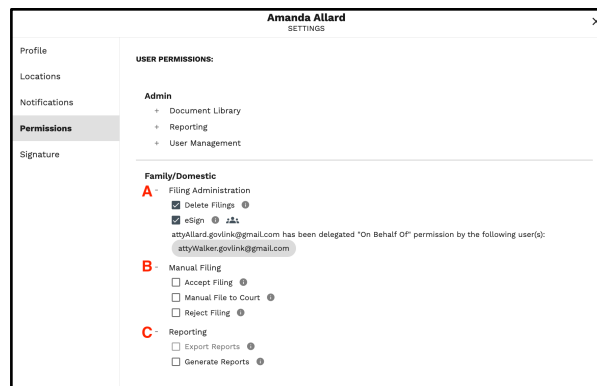 Amanda Allard
SETTINGS
Profile
Locations
Notifications
Permissions
Signature
USER PERMISSIONS:
Admin
+ Document Library
+ Reporting
+ User Management
Family/Domestic
A - Filing Administration
Delete Filings
eSign
attyAllard.govlink@gmail.com has been delegated "On Behalf Of" permission by the following user(s):
attyWalker.govlink@gmail.com
B - Manual Filing
Accept Filing
Manual File to Court
Reject Filing
C - Reporting
Export Reports
Generate Reports